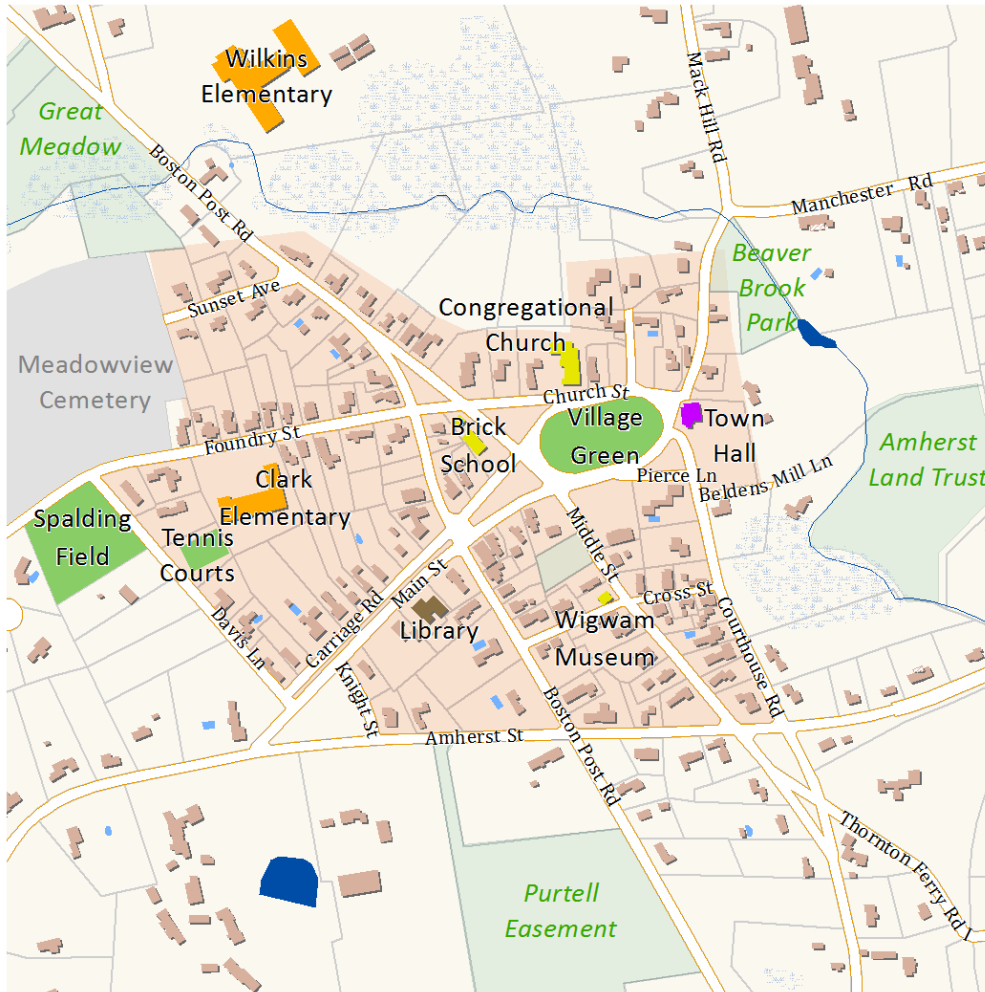 Wilkins
Elementary
Great
Meadow
Mack Hill Rd
Boston Post Rd
Manchester Rd
Beaver
Brook
Park
Sunset Ave
Congregational
Church
Meadowview
Cemetery
Church St
Village
Green
Town
Hall
Foundry St
Brick
School
Amherst
Land Trust
Pierce Ln
Beldens Mill Ln
Clark
Elementary
Spalding
Field
Tennis
Courts
Middle St
Main St
Cross St
Carriage Rd
Davis Ln
Library
Wigwam
Museum
Courthouse Rd
Knight St
Boston Post Rd
Amherst St
Thornton Ferry Rd I
Purtell
Easement